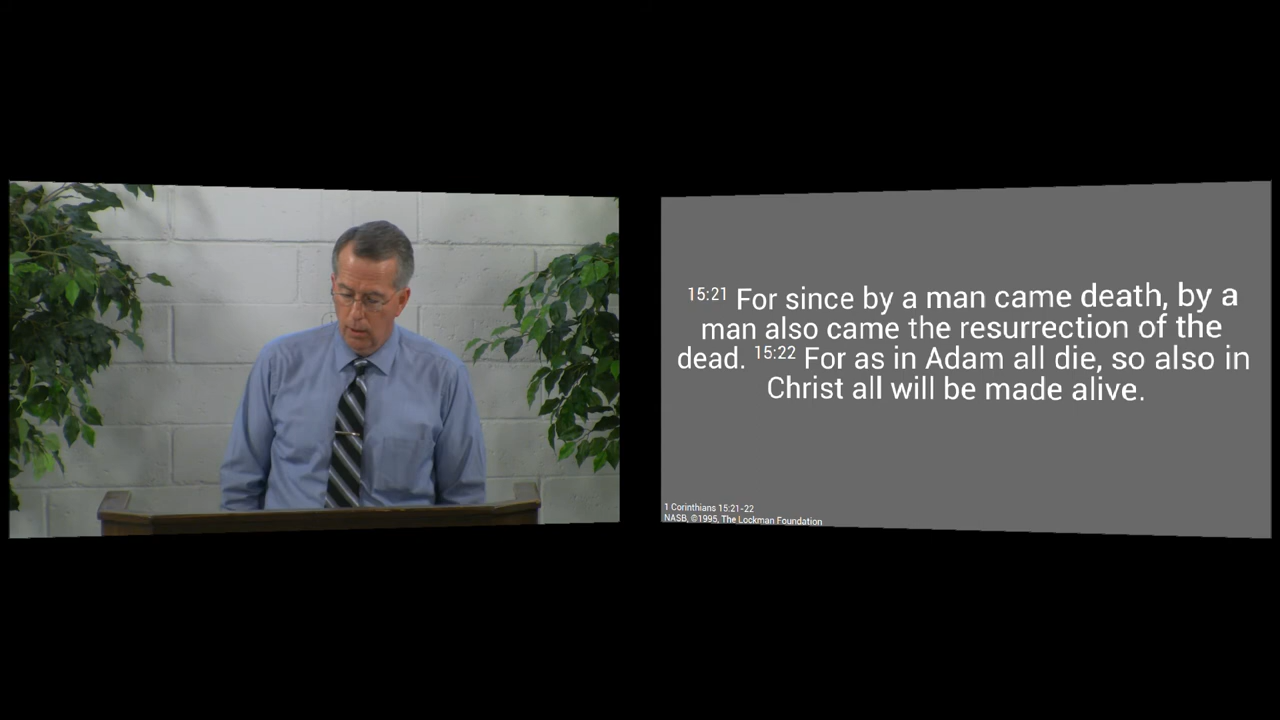 15:21 For since by a man came death, by a
man also came the resurrection of the
dead. 15:22 For as in Adam all die, so also in
Christ all will be made alive.
1 Corinthians 15:21-22
NASB, ©1995, The Lockman Foundation